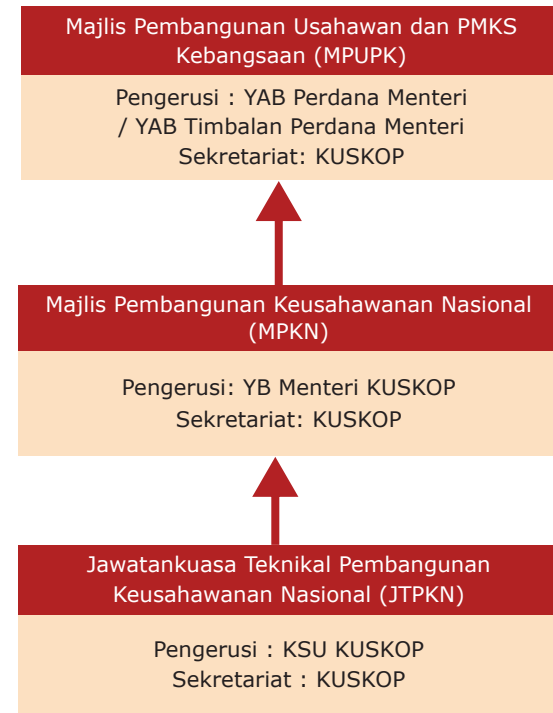 Majlis Pembangunan Usahawan dan PMKS
Kebangsaan (MPUPK)
Pengerusi : YAB Perdana Menteri
/ YAB Timbalan Perdana Menteri
Sekretariat: KUSKOP
Majlis Pembangunan Keusahawanan Nasional
(MPKN)
Pengerusi: YB Menteri KUSKOP
Sekretariat: KUSKOP
Jawatankuasa Teknikal Pembangunan
Keusahawanan Nasional (JTPKN)
Pengerusi : KSU KUSKOP
Sekretariat : KUSKOP